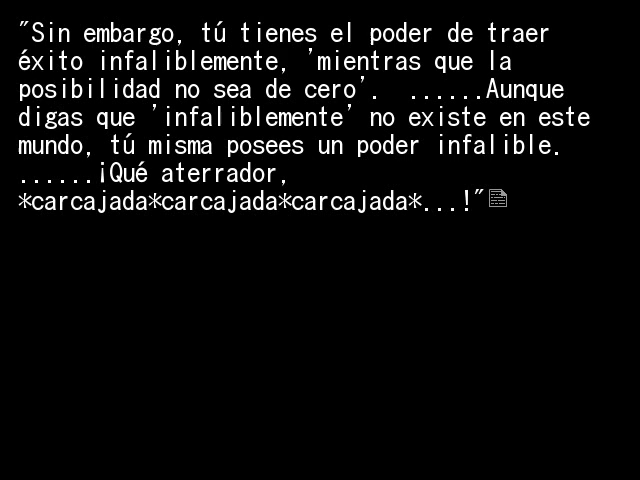 "Sin embargo, tú tienes el poder de traer
éxito infaliblemente, 'mientras que la
posibilidad no sea de cero'.  ......Aunque
digas que 'infaliblemente' no existe en este
mundo, tú misma posees un poder infalible.
......¡Qué aterrador,
*carcajada*carcajada*carcajada*...!"